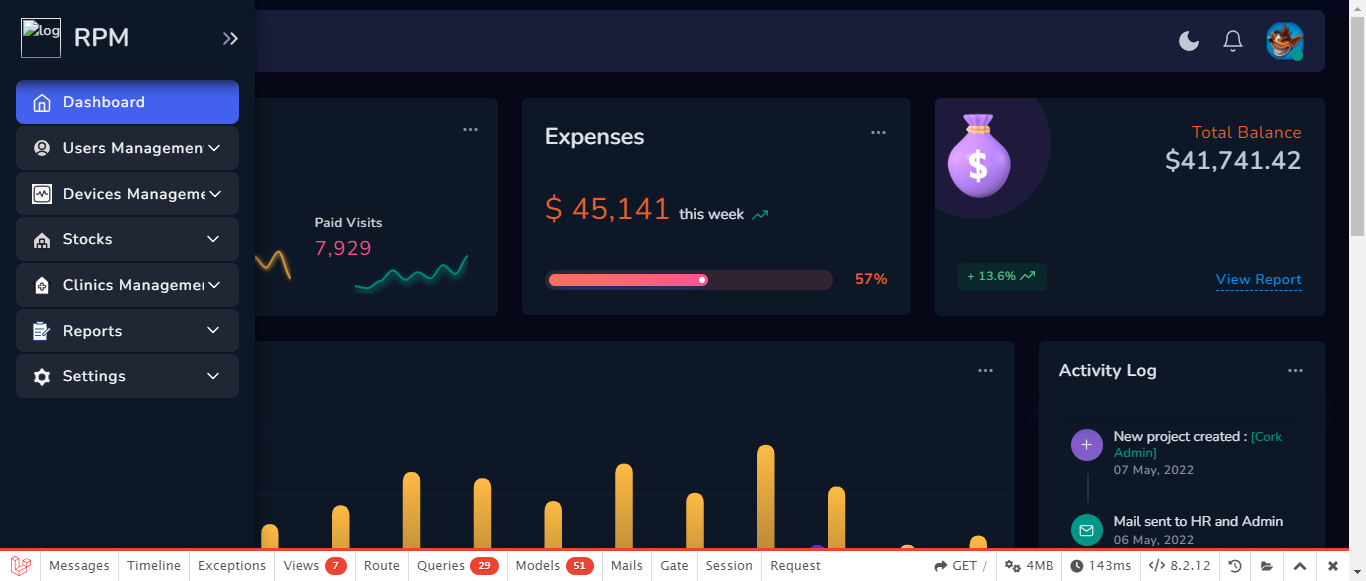 log
RPM
Dashboard
Users Managemen
Devices Manageme
Stocks
Clinics Managemen
Reports
Settings
Paid Visits
7,929
Expenses
$ 45,141 this week
57%
Total Balance
$41,741.42
+ 13.6%
View Report
Activity Log
New project created : [Cork
Admin]
07 May, 2022
Mail sent to HR and Admin
06 May, 2022
Messages Timeline Exceptions Views 7 Route Queries 29 Models 51 Mails Gate Session Request GET / 4MB 143ms </> 8.2.12